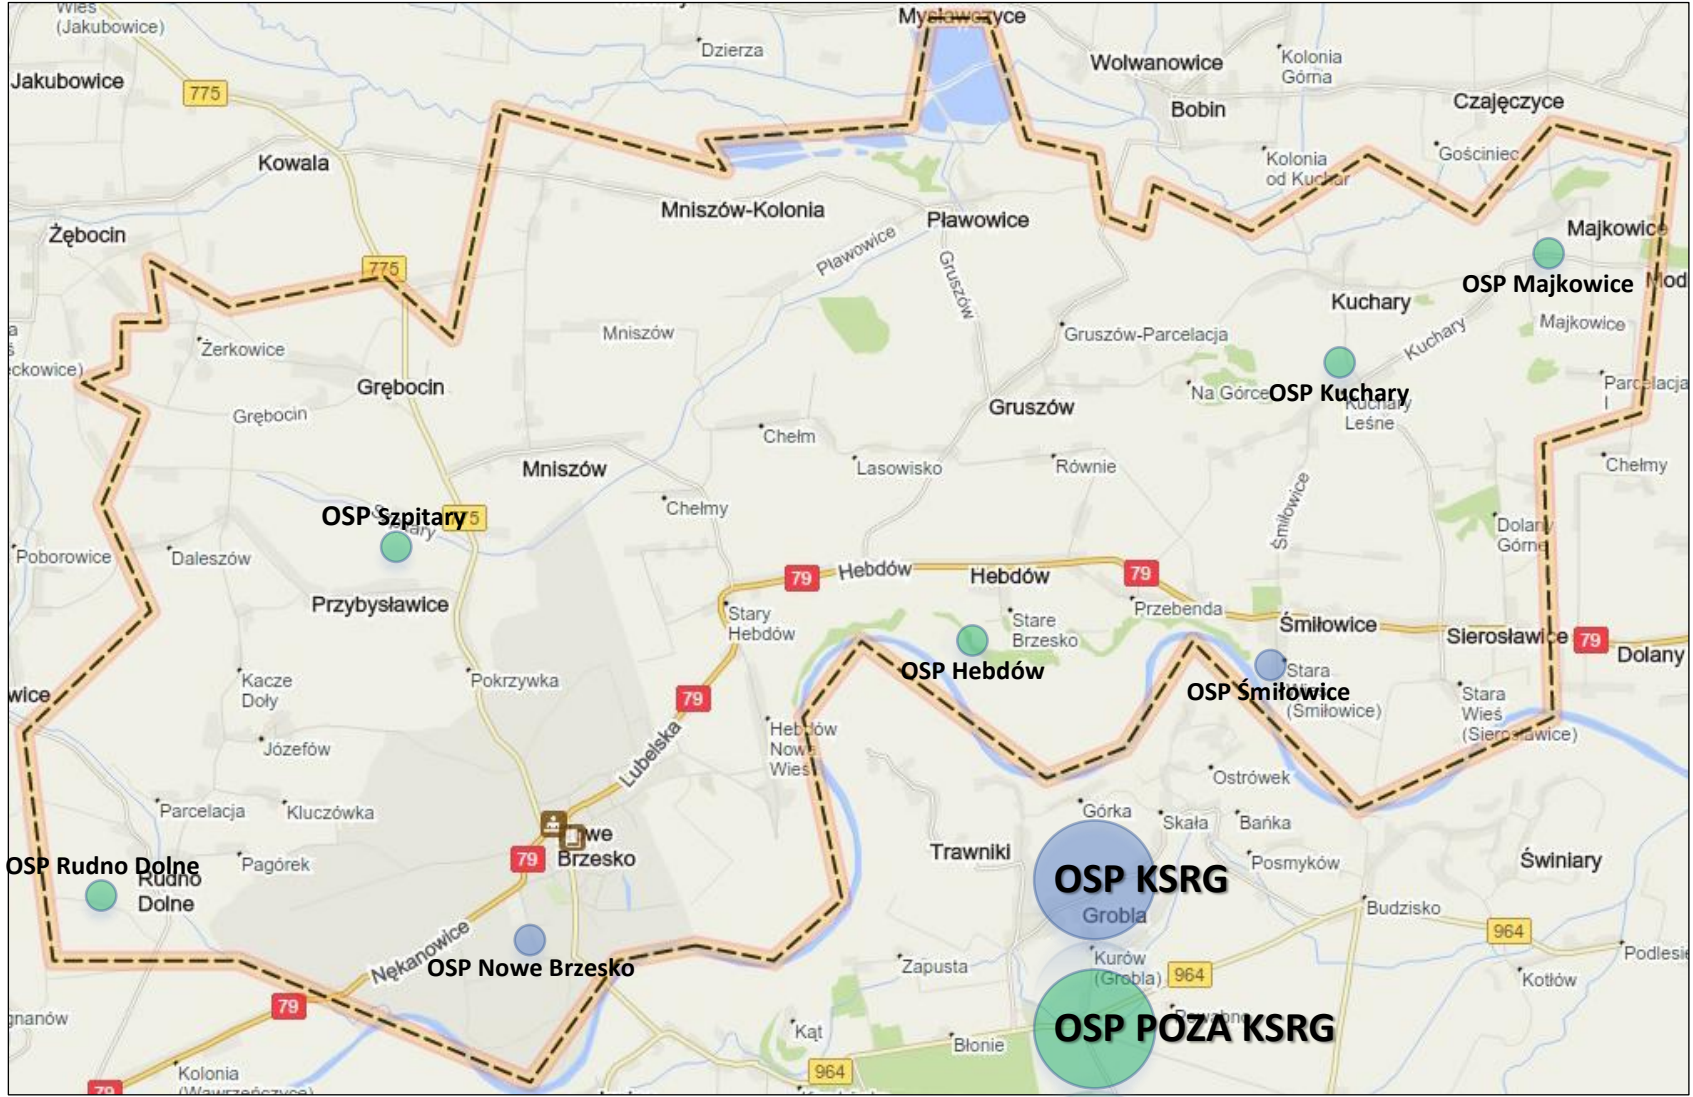 Wieś
(Jakubowice)
Jakubowice
775
Dzierza
Mysławczyce
Wolwanowice
Kolonia
Górna
Bobin
Czajęczyce
Kowala
Kolonia
od Kuchar
Gościniec
Żębocin
Mniszów-Kolonia
Pławowice
Pławowice
Gruszów
Majkowice
775
OSP Majkowice
Kuchary
Żerkowice
Mniszów
Gruszów-Parcelacja
Kuchary
Majkowice
Grębocin
Grębocin
Na Górce
OSP Kuchary
Kuchary
Leśne
Parcelacja
I
Gruszów
Chełm
Mniszów
Lasowisko
Równie
Chełmy
Chełmy
OSP Szpitary
Śmiłowice
Dolany
Górne
Poborowice
Daleszów
79
Hebdów
Hebdów
79
Przybysławice
Stary
Hebdów
Stare
Brzesko
Przebenda
Śmiłowice
Sierosławice
79
Dolany
OSP Hebdów
OSP Śmiłowice
Stara
Wieś
(Śmiłowice)
Stara
Wieś
(Sierosławice)
Kacze
Doły
Pokrzywka
79
Józefów
Lubelska
Hebdów
Nowa
Wieś
Ostrówek
Parcelacja
Kluczówka
Górka
Skała
Bańka
79
Brzesko
Trawniki
Posmyków
Świniary
OSP Rudno Dolne
Rudno
Dolne
Pagórek
OSP KSRG
Grobla
Budzisko
964
Nękanowice
OSP Nowe Brzesko
Zapusta
Kurów
(Grobla)
964
Kotłów
79
Kąt
Błonie
OSP POZA KSRG
964
Kolonia
(Wawrzeńczyce)
79